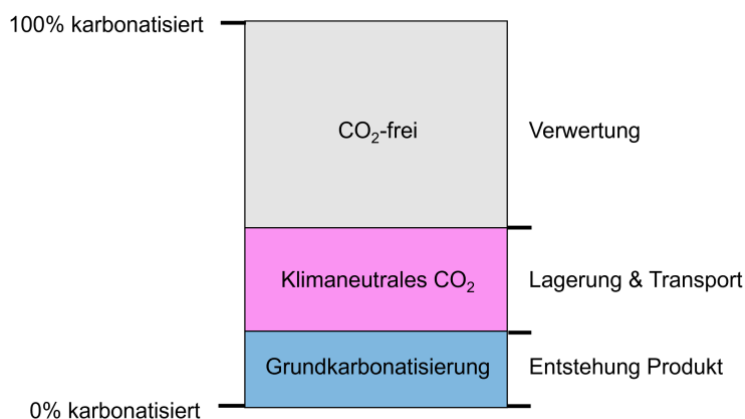 100% karbonatisiert
CO₂-frei
Verwertung
Klimaneutrales CO₂
Lagerung & Transport
Grundkarbonatisierung
Entstehung Produkt
0% karbonatisiert